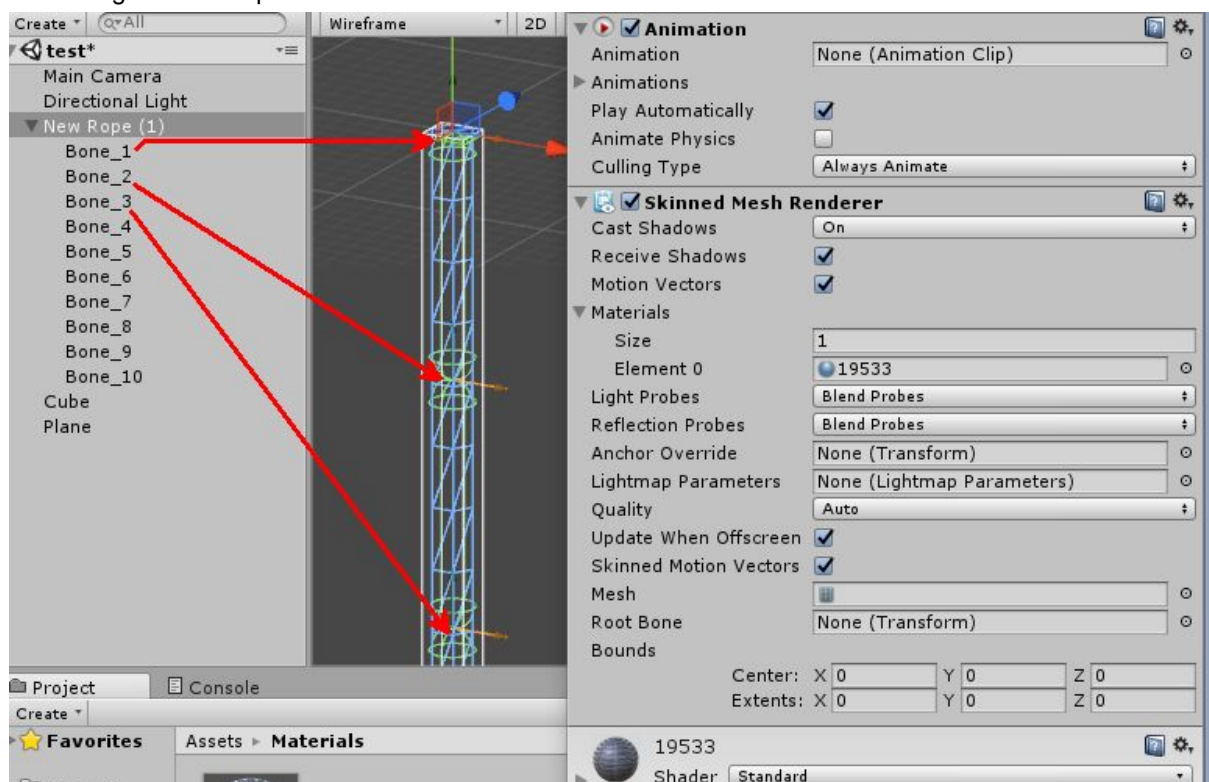 Create
All
Wireframe
2D
test*
Main Camera
Directional Light
New Rope (1)
Bone_1
Bone_2
Bone_3
Bone_4
Bone_5
Bone_6
Bone_7
Bone_8
Bone_9
Bone_10
Cube
Plane
Animation
Animation None (Animation Clip)
Animations
Play Automatically
Animate Physics
Culling Type Always Animate
Skinned Mesh Renderer
Cast Shadows On
Receive Shadows
Motion Vectors
Materials
Size 1
Element 0 19533
Light Probes Blend Probes
Reflection Probes Blend Probes
Anchor Override None (Transform)
Lightmap Parameters None (Lightmap Parameters)
Quality Auto
Update When Offscreen
Skinned Motion Vectors
Mesh
Root Bone None (Transform)
Bounds
Center: X 0 Y 0 Z 0
Extents: X 0 Y 0 Z 0
19533
Shader Standard
Project Console
Create
Favorites Assets Materials